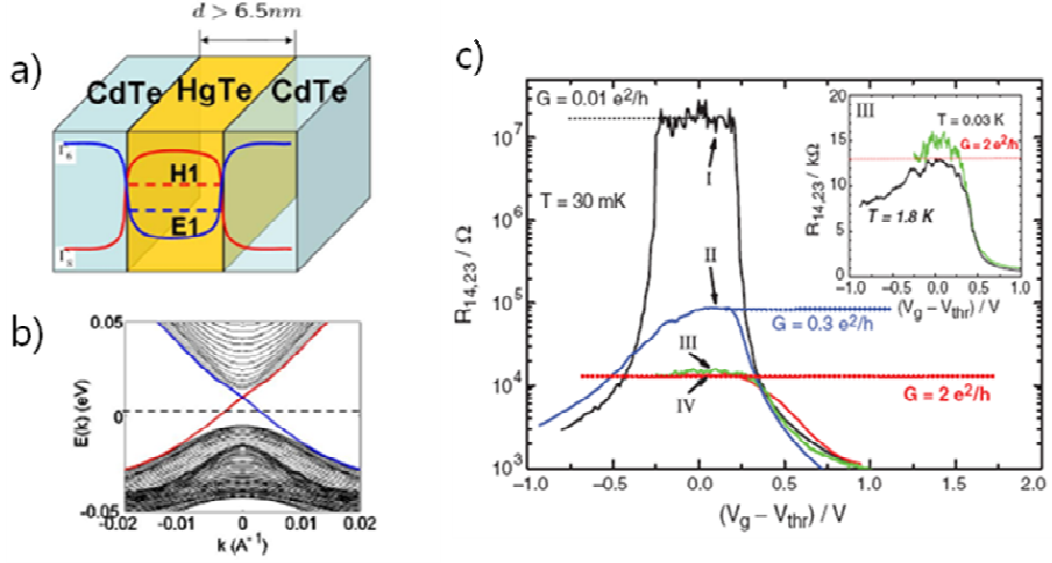 a)
d > 6.5nm
CdTe HgTe CdTe
Γ₆
H1
E1
Γ₈
b)
0.05
0
-0.05
E(k) (eV)
-0.02 -0.01 0 0.01 0.02
k (A⁻¹)
c)
G = 0.01 e²/h
T = 30 mK
I
II
G = 0.3 e²/h
III
IV
G = 2 e²/h
10⁷
10⁶
10⁵
10⁴
10³
R14,23 / Ω
−1.0 −0.5 0.0 0.5 1.0 1.5 2.0
(Vg − Vthr) / V
III
T = 0.03 K
G = 2 e²/h
T = 1.8 K
20
15
10
5
0
R14,23 / kΩ
−1.0 −0.5 0.0 0.5 1.0
(Vg − Vthr) / V